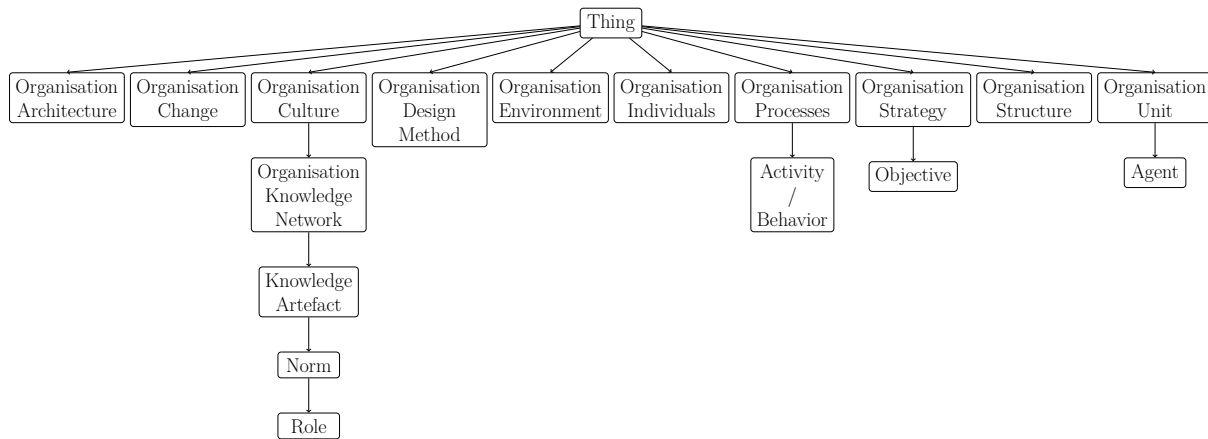 Thing
Organisation
Architecture
Organisation
Change
Organisation
Culture
Organisation
Design
Method
Organisation
Environment
Organisation
Individuals
Organisation
Processes
Organisation
Strategy
Organisation
Structure
Organisation
Unit
Organisation
Knowledge
Network
Activity
/
Behavior
Objective
Agent
Knowledge
Artefact
Norm
Role